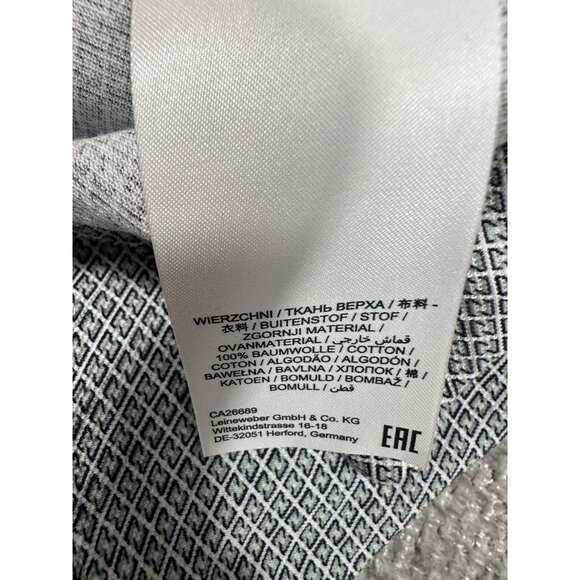 WIERZCHNI / ТКАНЬ ВЕРХА / 布料 -
衣料 / BUITENSTOF / STOF /
ZGORNJI MATERIAL /
OVANMATERIAL / قماش خارجي /
100% BAUMWOLLE / COTTON /
COTON / ALGODÃO / ALGODÓN /
BAWEŁNA / BAVLNA / ХЛОПОК / 棉 /
KATOEN / BOMULD / BOMBAŽ /
BOMULL / قطن
CA26689
Leineweber GmbH & Co. KG
Wittekindstrasse 16-18
DE-32051 Herford, Germany
EAC